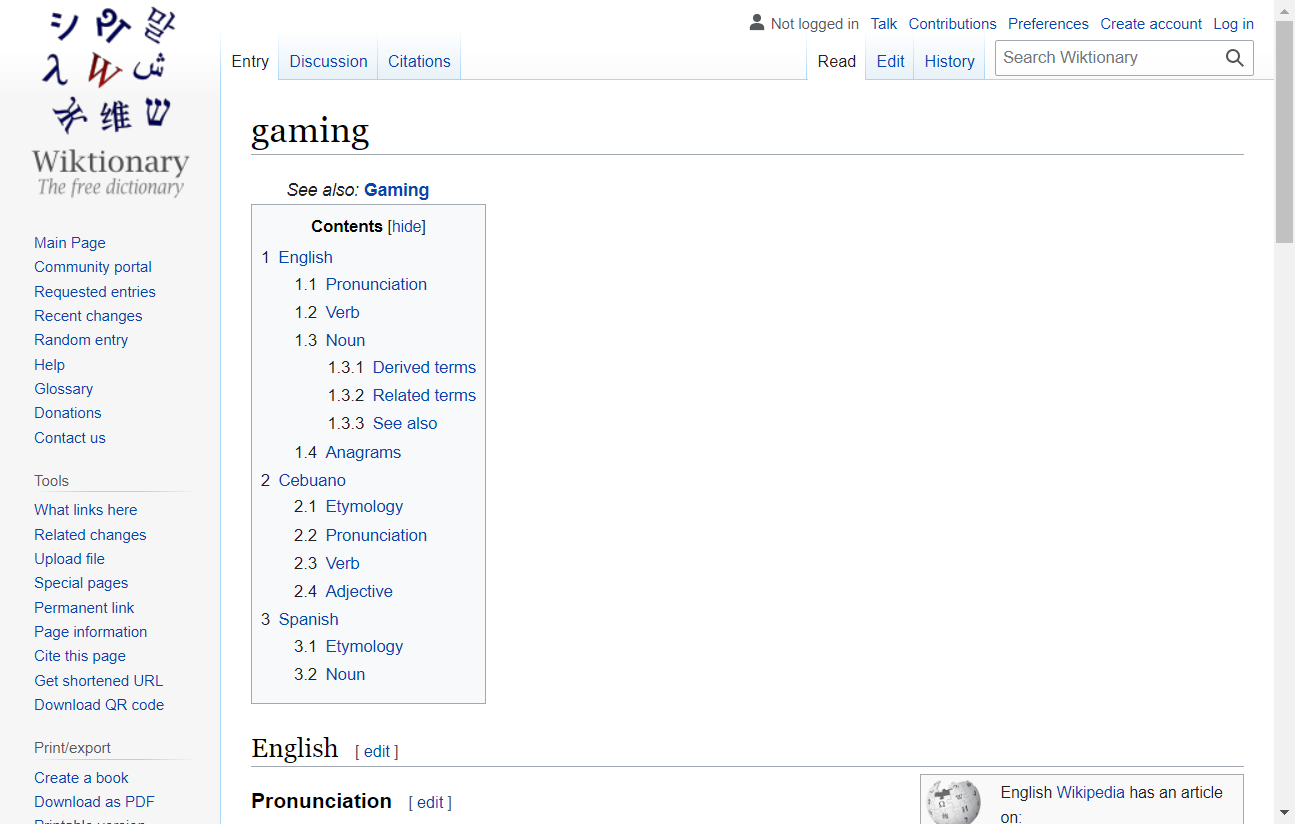 Not logged in Talk Contributions Preferences Create account Log in
Entry Discussion Citations Read Edit History Search Wiktionary
シ 말
λ W ش
维 ש
Wiktionary
The free dictionary
Main Page
Community portal
Requested entries
Recent changes
Random entry
Help
Glossary
Donations
Contact us
Tools
What links here
Related changes
Upload file
Special pages
Permanent link
Page information
Cite this page
Get shortened URL
Download QR code
Print/export
Create a book
Download as PDF
Printable version
gaming
See also: Gaming
Contents [hide]
1 English
1.1 Pronunciation
1.2 Verb
1.3 Noun
1.3.1 Derived terms
1.3.2 Related terms
1.3.3 See also
1.4 Anagrams
2 Cebuano
2.1 Etymology
2.2 Pronunciation
2.3 Verb
2.4 Adjective
3 Spanish
3.1 Etymology
3.2 Noun
English [ edit ]
Pronunciation [ edit ]
English Wikipedia has an article
on: